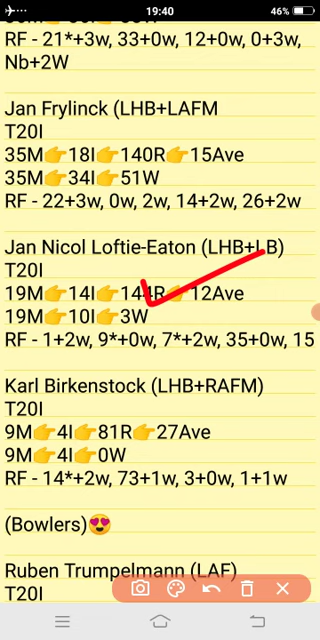 19:40
46%
RF - 21*+3w, 33+0w, 12+0w, 0+3w,
Nb+2W
Jan Frylinck (LHB+LAFM
T20I
35M👉18I👉140R👉15Ave
35M👉34I👉51W
RF - 22+3w, 0w, 2w, 14+2w, 26+2w
Jan Nicol Loftie-Eaton (LHB+LB)
T20I
19M👉14I👉144R👉12Ave
19M👉10I👉3W
RF - 1+2w, 9*+0w, 7*+2w, 35+0w, 15
Karl Birkenstock (LHB+RAFM)
T20I
9M👉4I👉81R👉27Ave
9M👉4I👉0W
RF - 14*+2w, 73+1w, 3+0w, 1+1w
(Bowlers)😍
Ruben Trumpelmann (LAF)
T20I